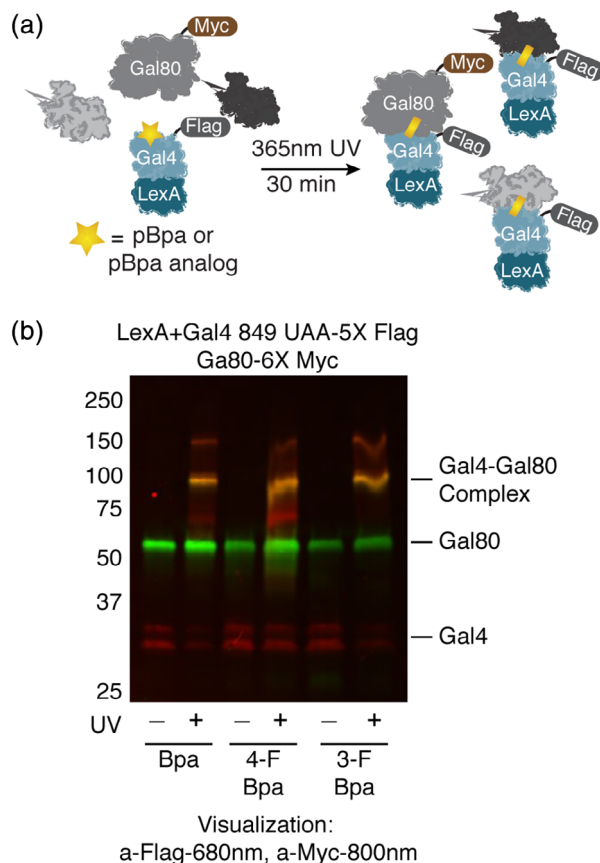 (a)
Myc
Gal80
Flag
Gal4
LexA
= pBpa or
pBpa analog
365nm UV
30 min
Myc
Gal80
Flag
Gal4
LexA
Gal4
Flag
LexA
Gal4
Flag
LexA
(b)
LexA+Gal4 849 UAA-5X Flag
Ga80-6X Myc
250
150
100
75
50
37
25
Gal4-Gal80
Complex
Gal80
Gal4
UV − + − + − +
Bpa
4-F
Bpa
3-F
Bpa
Visualization:
a-Flag-680nm, a-Myc-800nm